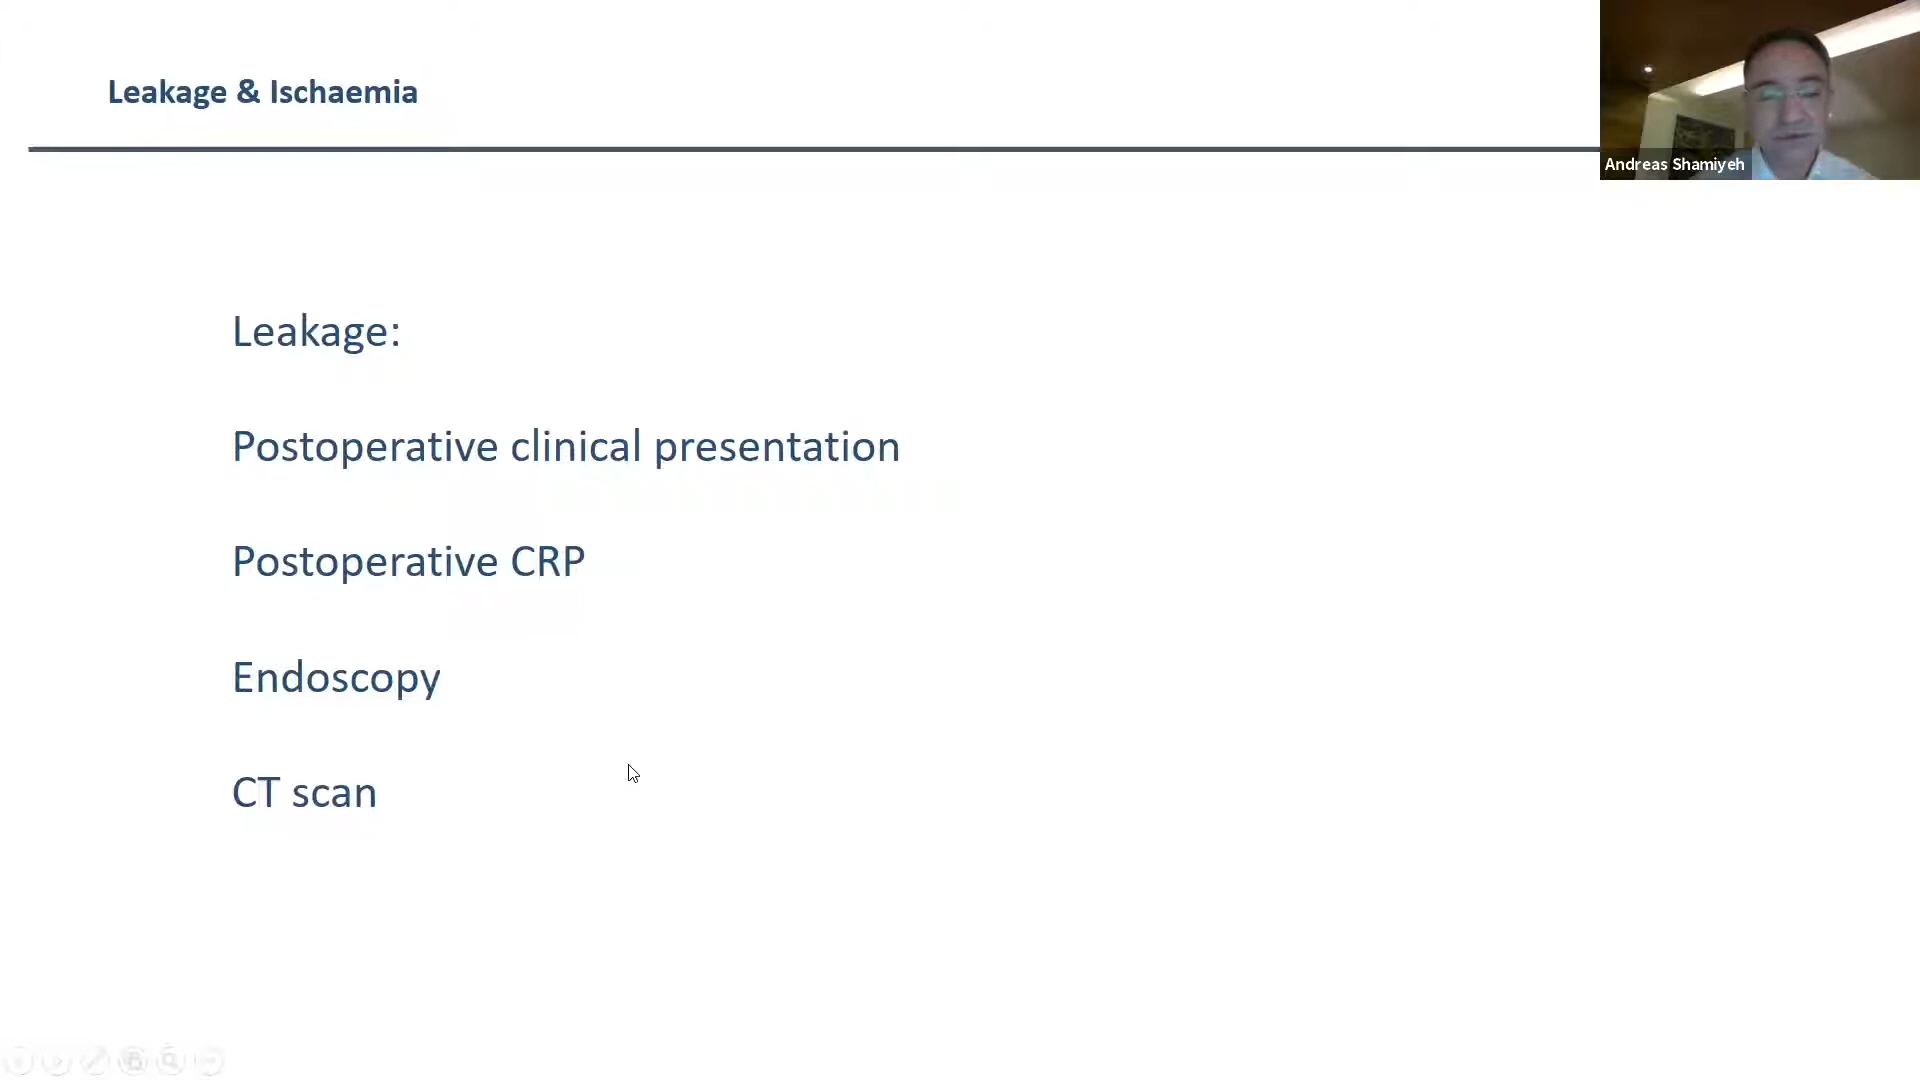 Leakage & Ischaemia
Andreas Shamiyeh
Leakage:
Postoperative clinical presentation
Postoperative CRP
Endoscopy
CT scan